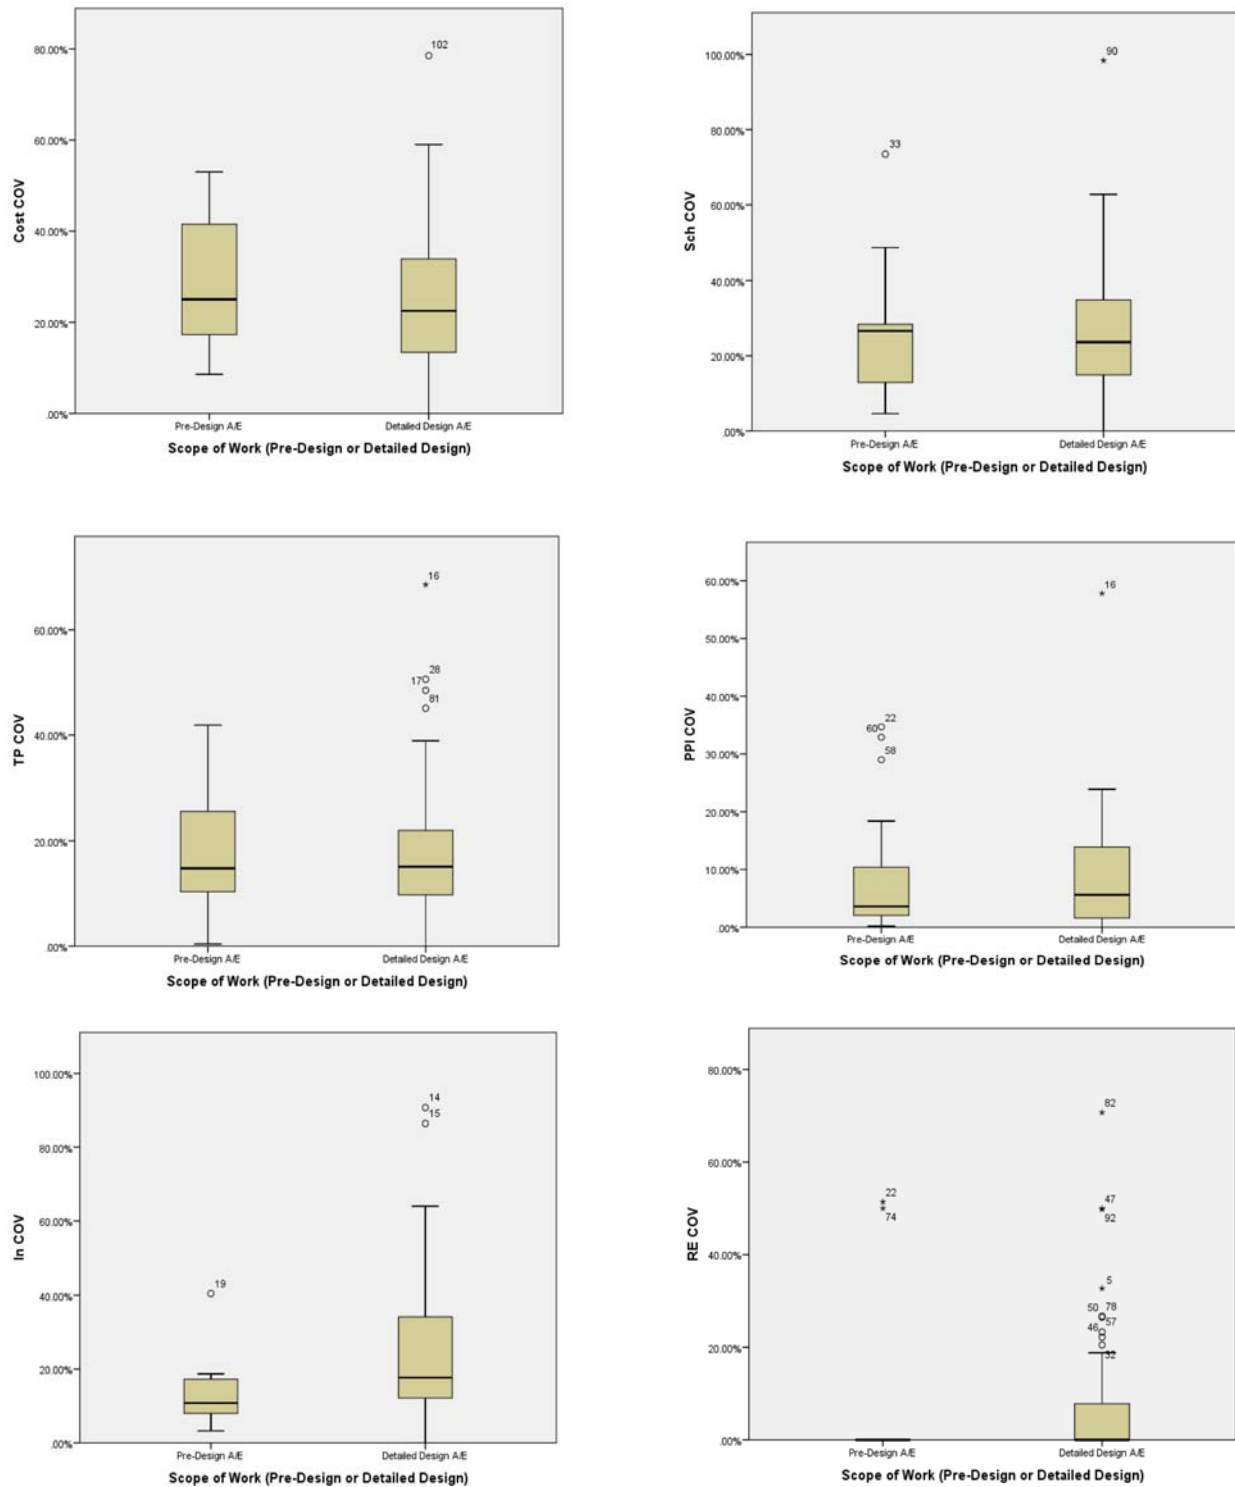 Cost COV
80.00%
60.00%
40.00%
20.00%
.00%
102
Pre-Design A/E
Detailed Design A/E
Scope of Work (Pre-Design or Detailed Design)
Sch COV
100.00%
80.00%
60.00%
40.00%
20.00%
.00%
33
90
Pre-Design A/E
Detailed Design A/E
Scope of Work (Pre-Design or Detailed Design)
TP COV
60.00%
40.00%
20.00%
.00%
16
28
17
81
Pre-Design A/E
Detailed Design A/E
Scope of Work (Pre-Design or Detailed Design)
PPI COV
60.00%
50.00%
40.00%
30.00%
20.00%
10.00%
.00%
22
60
58
16
Pre-Design A/E
Detailed Design A/E
Scope of Work (Pre-Design or Detailed Design)
In COV
100.00%
80.00%
60.00%
40.00%
20.00%
.00%
19
14
15
Pre-Design A/E
Detailed Design A/E
Scope of Work (Pre-Design or Detailed Design)
RE COV
80.00%
60.00%
40.00%
20.00%
.00%
22
74
82
47
92
5
50
78
57
46
32
Pre-Design A/E
Detailed Design A/E
Scope of Work (Pre-Design or Detailed Design)